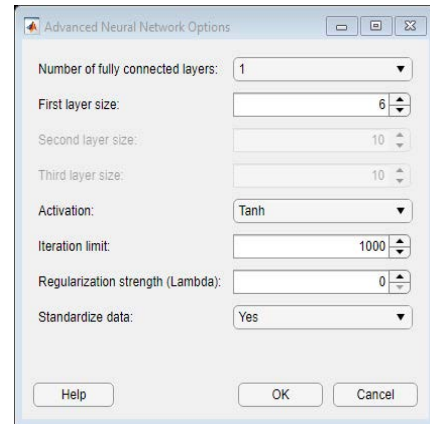 Advanced Neural Network Options
Number of fully connected layers: 1
First layer size: 6
Second layer size: 10
Third layer size: 10
Activation: Tanh
Iteration limit: 1000
Regularization strength (Lambda): 0
Standardize data: Yes
Help OK Cancel